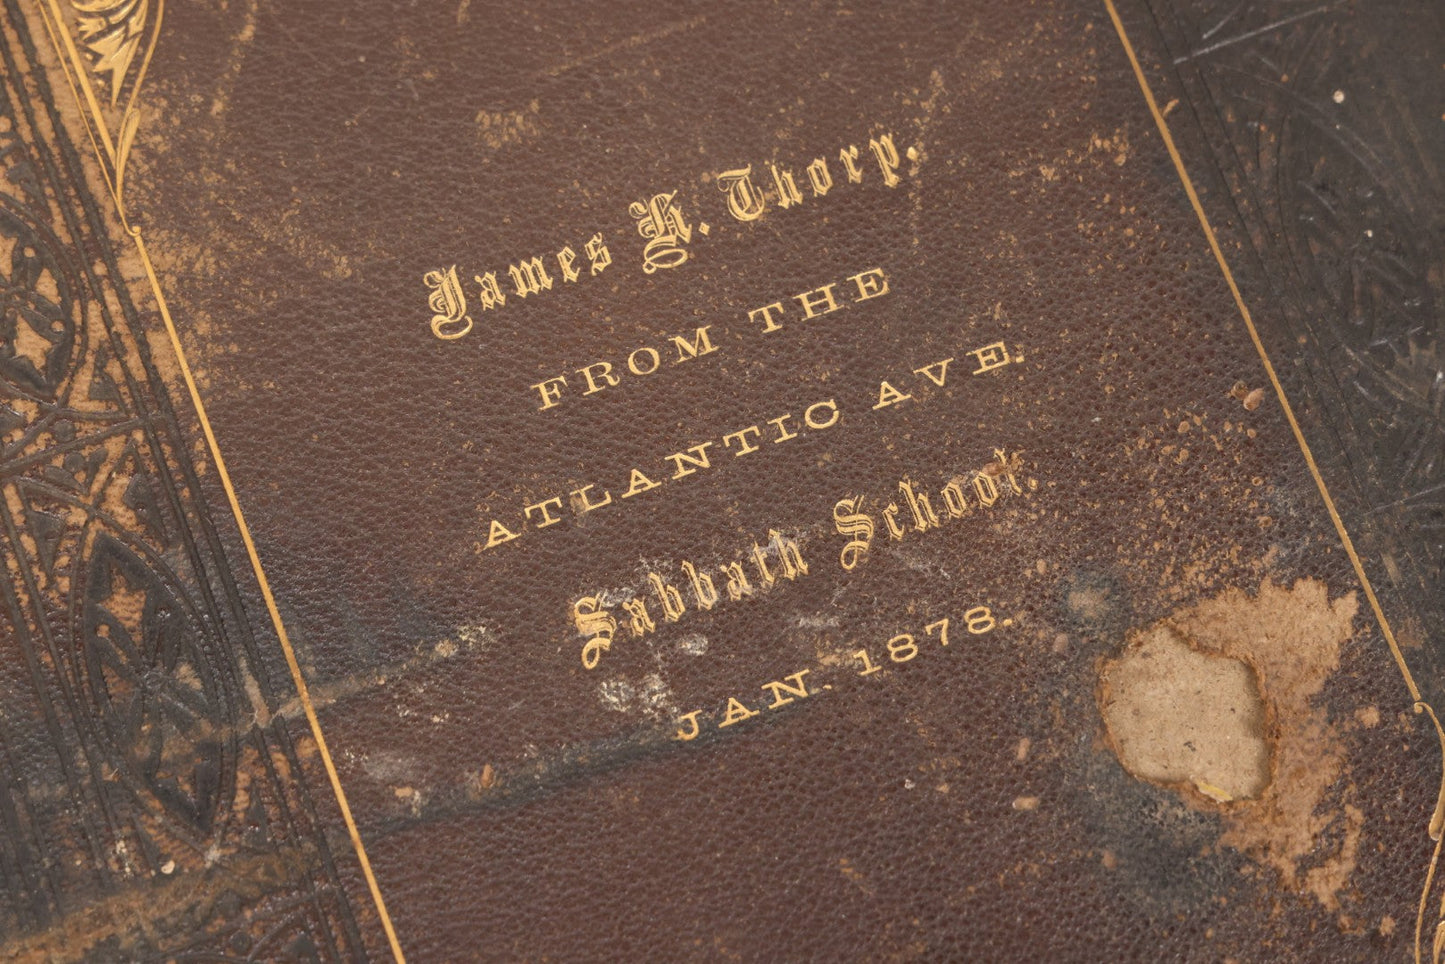 James H. Thorp.
FROM THE
ATLANTIC AVE.
Sabbath School.
JAN. 1878.